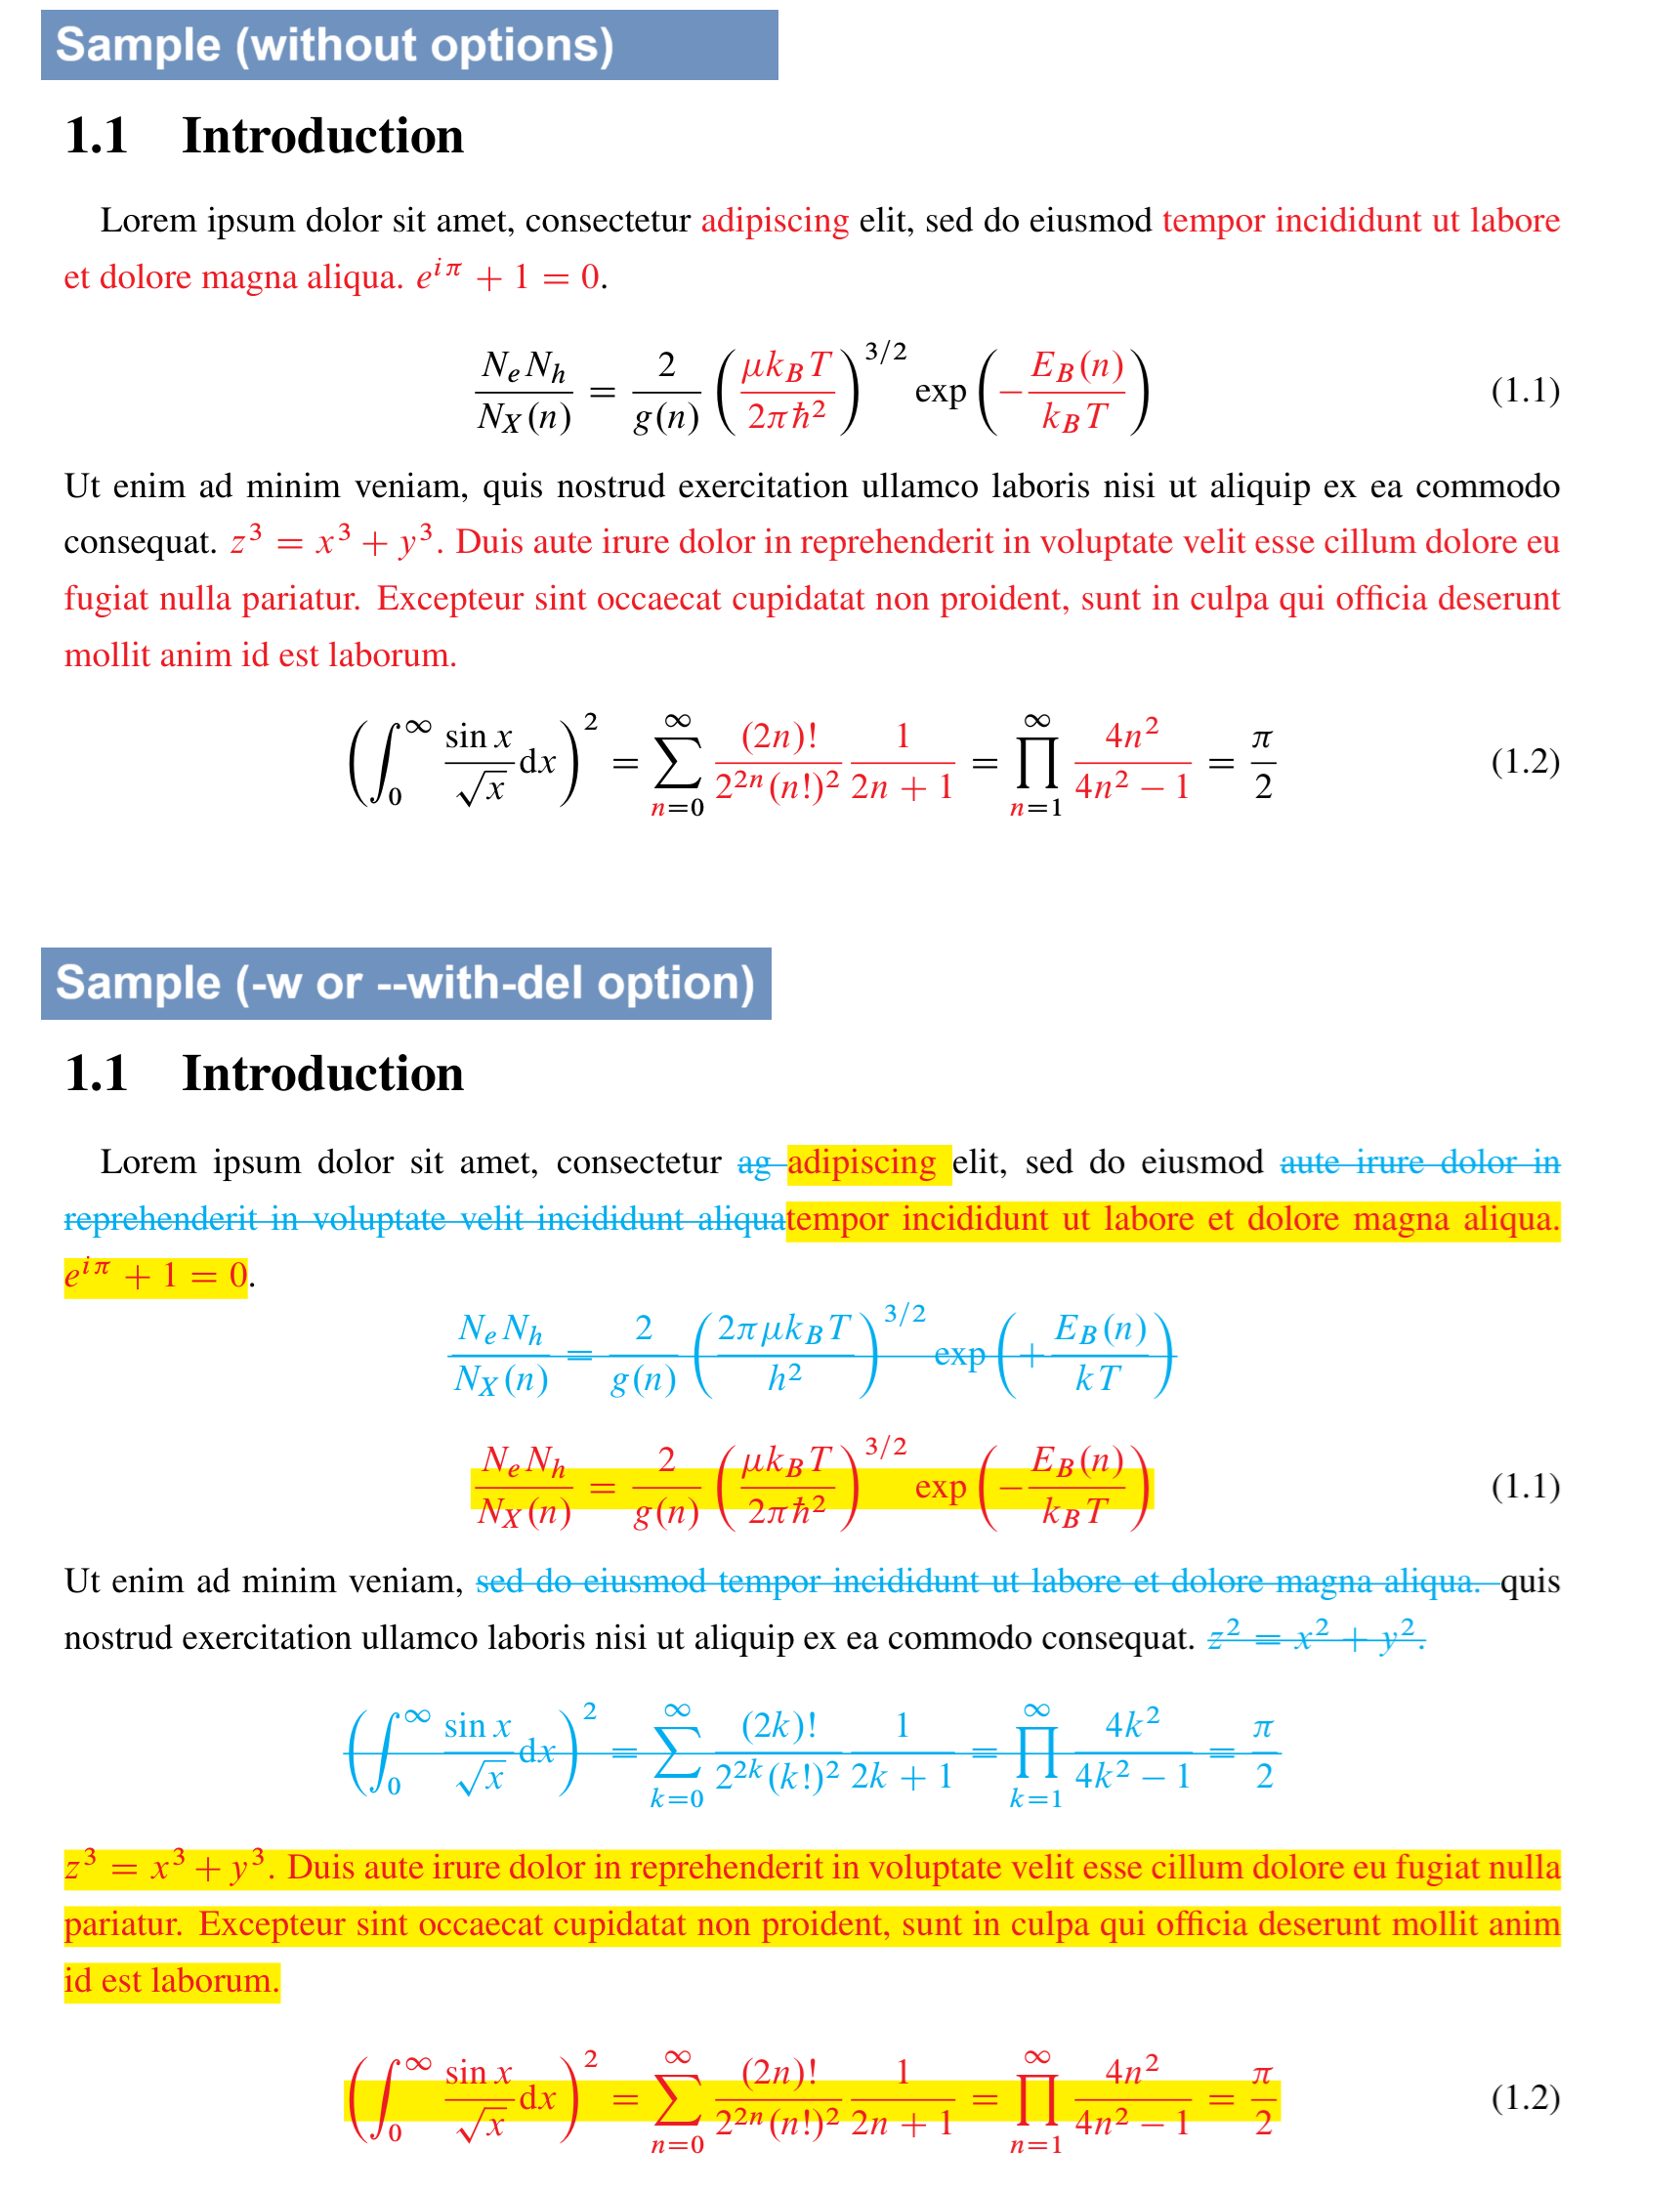 Sample (without options)
1.1 Introduction
Lorem ipsum dolor sit amet, consectetur adipiscing elit, sed do eiusmod tempor incididunt ut labore
et dolore magna aliqua. $e^{i\pi} + 1 = 0$.
$\frac{N_e N_h}{N_X(n)} = \frac{2}{g(n)} \left( \frac{\mu k_B T}{2\pi\hbar^2} \right)^{3/2} \exp \left( -\frac{E_B(n)}{k_B T} \right)$ (1.1)
Ut enim ad minim veniam, quis nostrud exercitation ullamco laboris nisi ut aliquip ex ea commodo
consequat. $z^3 = x^3 + y^3$. Duis aute irure dolor in reprehenderit in voluptate velit esse cillum dolore eu
fugiat nulla pariatur. Excepteur sint occaecat cupidatat non proident, sunt in culpa qui officia deserunt
mollit anim id est laborum.
$\left( \int_0^\infty \frac{\sin x}{\sqrt{x}} \mathrm{d}x \right)^2 = \sum_{n=0}^\infty \frac{(2n)!}{2^{2n}(n!)^2} \frac{1}{2n+1} = \prod_{n=1}^\infty \frac{4n^2}{4n^2-1} = \frac{\pi}{2}$ (1.2)
Sample (-w or --with-del option)
1.1 Introduction
Lorem ipsum dolor sit amet, consectetur ag adipiscing elit, sed do eiusmod aute irure dolor in
reprehenderit in voluptate velit incididunt aliquatempor incididunt ut labore et dolore magna aliqua.
$e^{i\pi} + 1 = 0$.
$\frac{N_e N_h}{N_X(n)} = \frac{2}{g(n)} \left( \frac{2\pi\mu k_B T}{h^2} \right)^{3/2} \exp \left( +\frac{E_B(n)}{kT} \right)$
$\frac{N_e N_h}{N_X(n)} = \frac{2}{g(n)} \left( \frac{\mu k_B T}{2\pi\hbar^2} \right)^{3/2} \exp \left( -\frac{E_B(n)}{k_B T} \right)$ (1.1)
Ut enim ad minim veniam, sed do eiusmod tempor incididunt ut labore et dolore magna aliqua. quis
nostrud exercitation ullamco laboris nisi ut aliquip ex ea commodo consequat. $z^2 = x^2 + y^2$.
$\left( \int_0^\infty \frac{\sin x}{\sqrt{x}} \mathrm{d}x \right)^2 = \sum_{k=0}^\infty \frac{(2k)!}{2^{2k}(k!)^2} \frac{1}{2k+1} = \prod_{k=1}^\infty \frac{4k^2}{4k^2-1} = \frac{\pi}{2}$
$z^3 = x^3 + y^3$. Duis aute irure dolor in reprehenderit in voluptate velit esse cillum dolore eu fugiat nulla
pariatur. Excepteur sint occaecat cupidatat non proident, sunt in culpa qui officia deserunt mollit anim
id est laborum.
$\left( \int_0^\infty \frac{\sin x}{\sqrt{x}} \mathrm{d}x \right)^2 = \sum_{n=0}^\infty \frac{(2n)!}{2^{2n}(n!)^2} \frac{1}{2n+1} = \prod_{n=1}^\infty \frac{4n^2}{4n^2-1} = \frac{\pi}{2}$ (1.2)